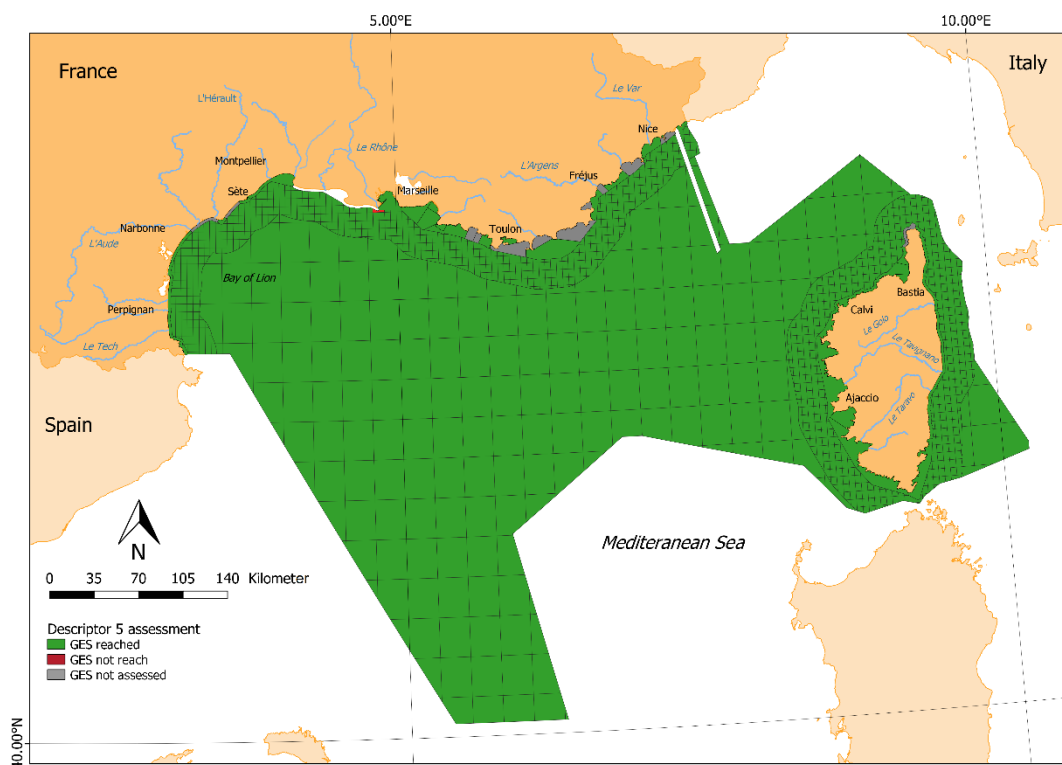 5.00°E
10.00°E
France
Italy
Le Var
L'Hérault
Nice
Montpellier
Le Rhône
L'Argens
Fréjus
Sète
Marseille
Narbonne
Toulon
L'Aude
Bay of Lion
Bastia
Calvi
Perpignan
Le Golo
Le Tavignano
Le Tech
Ajaccio
Le Taravo
Spain
N
Mediteranean Sea
0 35 70 105 140 Kilometer
Descriptor 5 assessment
GES reached
GES not reach
GES not assessed
40.00°N